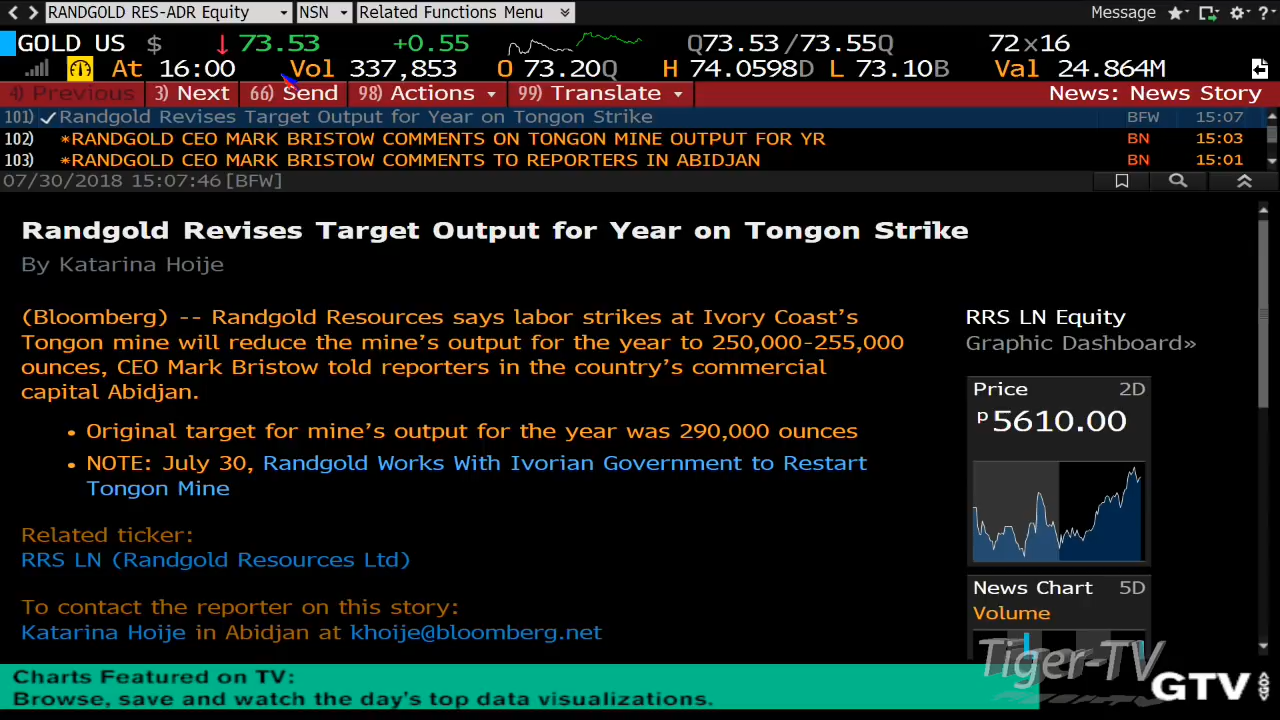 RANDGOLD RES-ADR Equity NSN Related Functions Menu Message
GOLD US $ 73.53 +0.55 Q73.53/73.55Q 72x16
At 16:00 Vol 337,853 O 73.20Q H 74.0598D L 73.10B Val 24.864M
4) Previous 3) Next 66) Send 98) Actions 99) Translate News: News Story
101) Randgold Revises Target Output for Year on Tongon Strike BFW 15:07
102) *RANDGOLD CEO MARK BRISTOW COMMENTS ON TONGON MINE OUTPUT FOR YR BN 15:03
103) *RANDGOLD CEO MARK BRISTOW COMMENTS TO REPORTERS IN ABIDJAN BN 15:01
07/30/2018 15:07:46[BFW]
Randgold Revises Target Output for Year on Tongon Strike
By Katarina Hoije
(Bloomberg) -- Randgold Resources says labor strikes at Ivory Coast's
Tongon mine will reduce the mine's output for the year to 250,000-255,000
ounces, CEO Mark Bristow told reporters in the country's commercial
capital Abidjan.
• Original target for mine's output for the year was 290,000 ounces
• NOTE: July 30, Randgold Works With Ivorian Government to Restart
Tongon Mine
Related ticker:
RRS LN (Randgold Resources Ltd)
To contact the reporter on this story:
Katarina Hoije in Abidjan at khoije@bloomberg.net
RRS LN Equity
Graphic Dashboard»
Price 2D
p5610.00
News Chart 5D
Volume
Tiger-TV
Charts Featured on TV:
Browse, save and watch the day's top data visualizations.
GTV